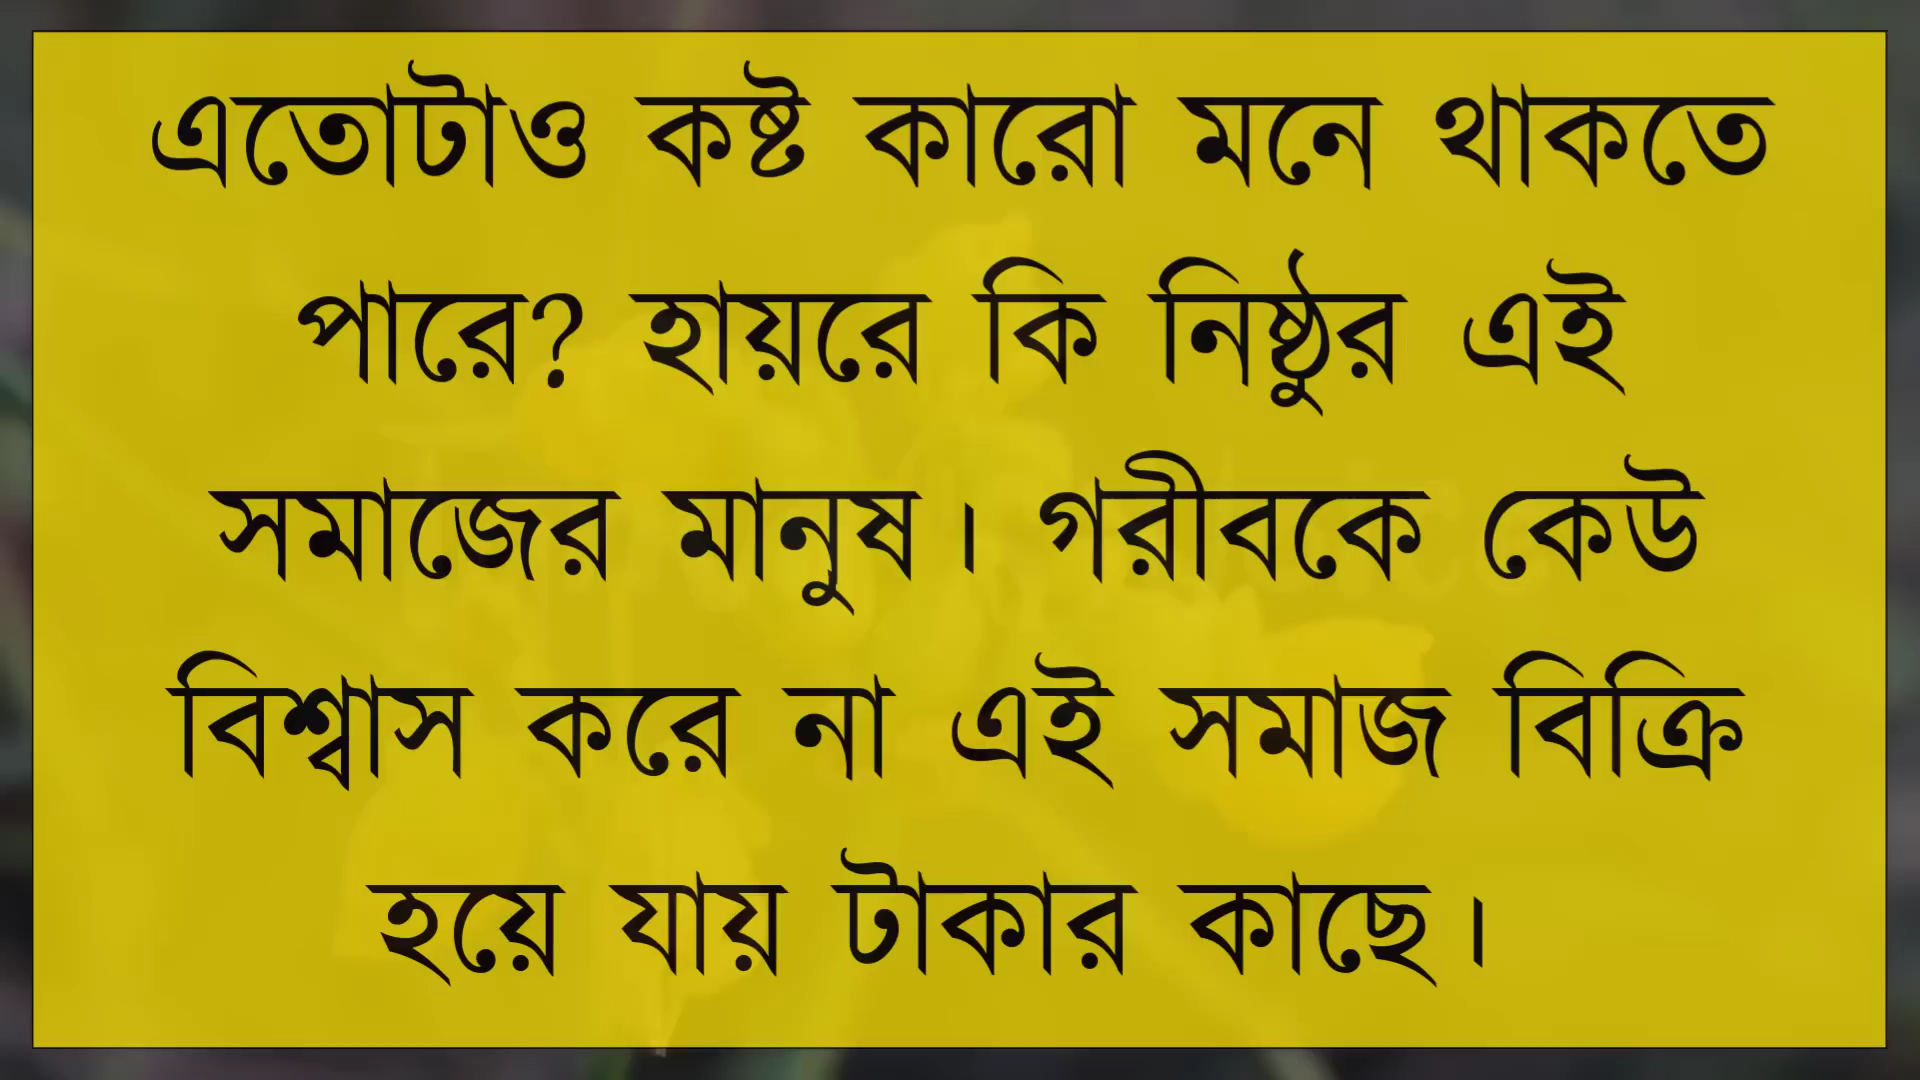 এতোটাও কষ্ট কারো মনে থাকতে
পারে? হায়রে কি নিষ্ঠুর এই
সমাজের মানুষ। গরীবকে কেউ
বিশ্বাস করে না এই সমাজ বিক্রি
হয়ে যায় টাকার কাছে।